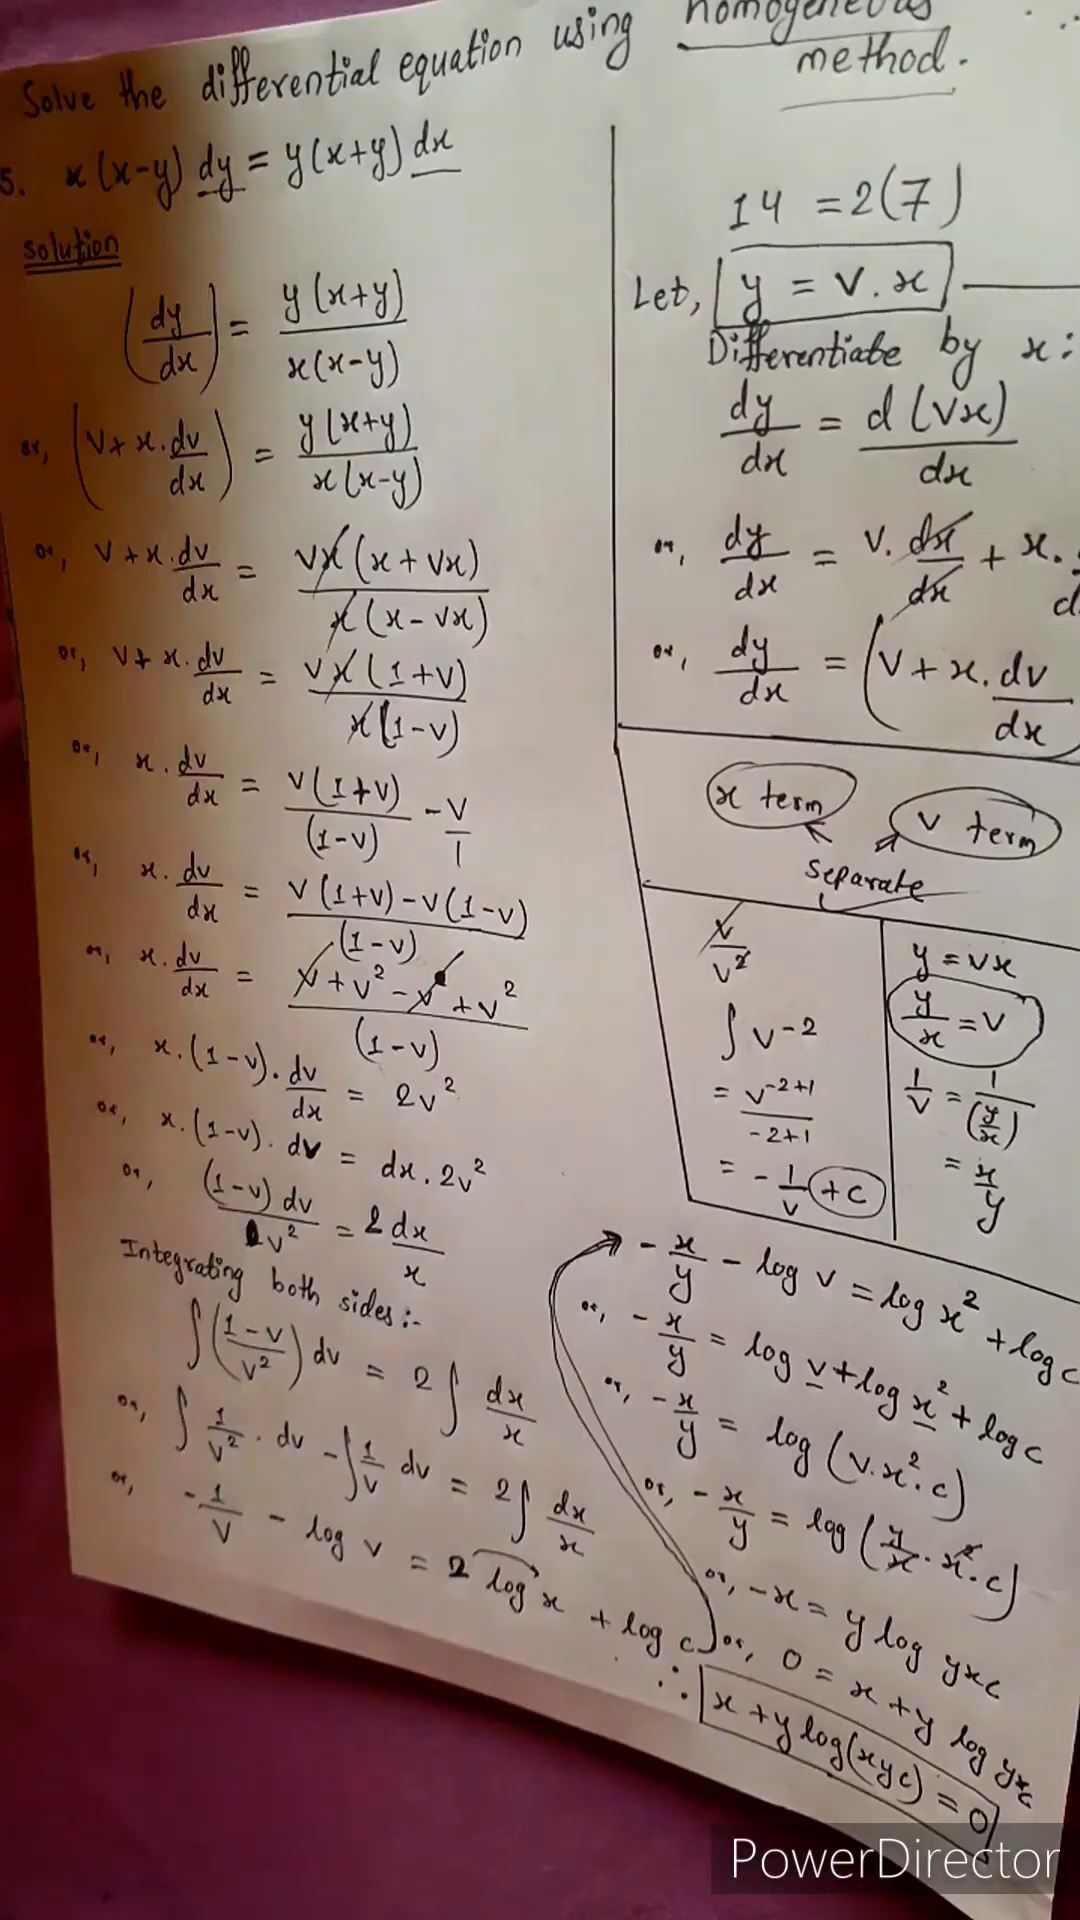 Solve the differential equation using homogeneous
method.
5. x(x-y) dy = y(x+y) dx
solution
(dy/dx) = y(x+y)/x(x-y)
or, (v+x.dv/dx) = y(x+y)/x(x-y)
or, v+x.dv/dx = vx(x+vx)/x(x-vx)
or, v+x.dv/dx = vx(1+v)/x(1-v)
or, x.dv/dx = v(1+v)/(1-v) - v/1
or, x.dv/dx = v(1+v)-v(1-v)/(1-v)
or, x.dv/dx = v+v²-v+v²/(1-v)
or, x.(1-v).dv/dx = 2v²
or, x.(1-v).dv = dx.2v²
or, (1-v)dv/v² = 2dx/x
Integrating both sides:-
∫(1-v/v²) dv = 2∫dx/x
or, ∫1/v².dv - ∫1/v dv = 2∫dx/x
or, -1/v - log v = 2 log x + log c
14 = 2(7)
Let, y = v.x
Differentiate by x:
dy/dx = d(vx)/dx
or, dy/dx = v.dx/dx + x.
or, dy/dx = (v+x.dv/dx
x term
v term
separate
v/v²
∫v-2
= v-2+1/-2+1
= -1/v +c
y = vx
y/x = v
1/v = 1/(y/x)
= x/y
-x/y - log v = log x² + log c
or, -x/y = log v + log x² + log c
or, -x/y = log (v.x².c)
or, -x/y = log (y/x.x².c)
or, -x = y log yxc
or, 0 = x+y log yxc
∴ x+y log(xyc) = 0
PowerDirector